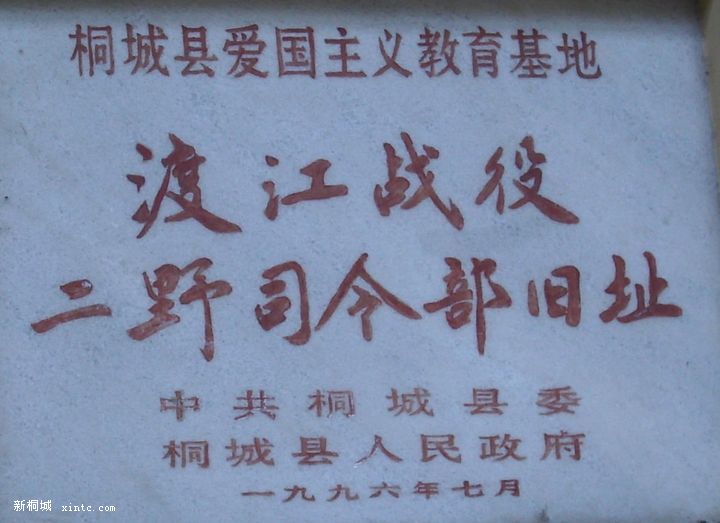 桐城县爱国主义教育基地
渡江战役
二野司令部旧址
中共桐城县委
桐城县人民政府
一九九六年七月
新桐城 xintc.com